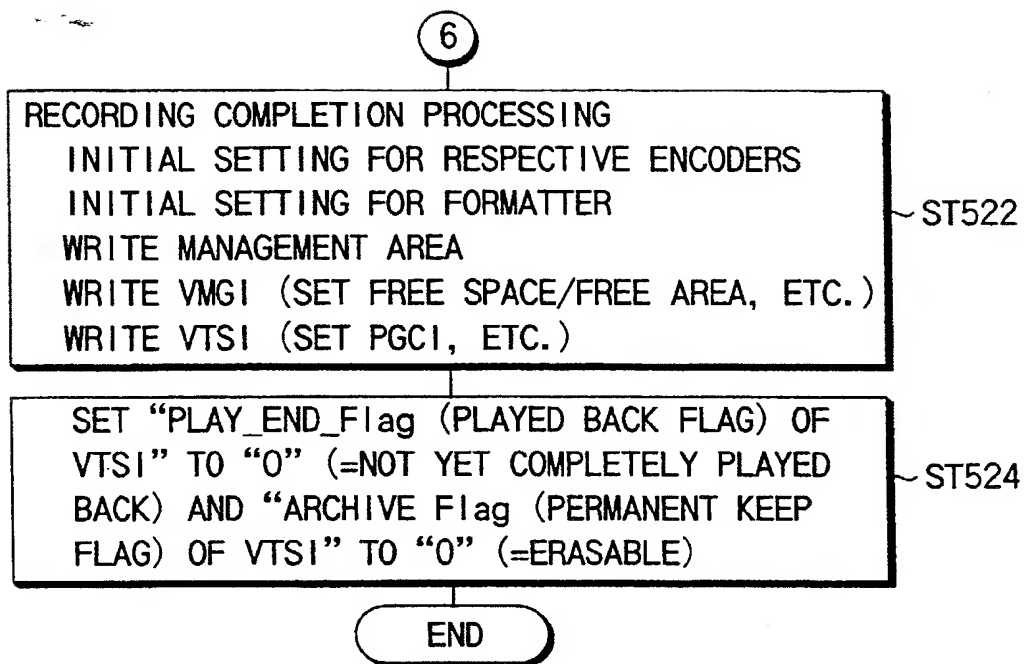 6
RECORDING COMPLETION PROCESSING
INITIAL SETTING FOR RESPECTIVE ENCODERS
INITIAL SETTING FOR FORMATTER
WRITE MANAGEMENT AREA
WRITE VMGI (SET FREE SPACE/FREE AREA, ETC.)
WRITE VTSI (SET PGCI, ETC.)
ST522
SET “PLAY_END_Flag (PLAYED BACK FLAG) OF
VTSI” TO “0” (=NOT YET COMPLETELY PLAYED
BACK) AND “ARCHIVE Flag (PERMANENT KEEP
FLAG) OF VTSI” TO “0” (=ERASABLE)
ST524
END